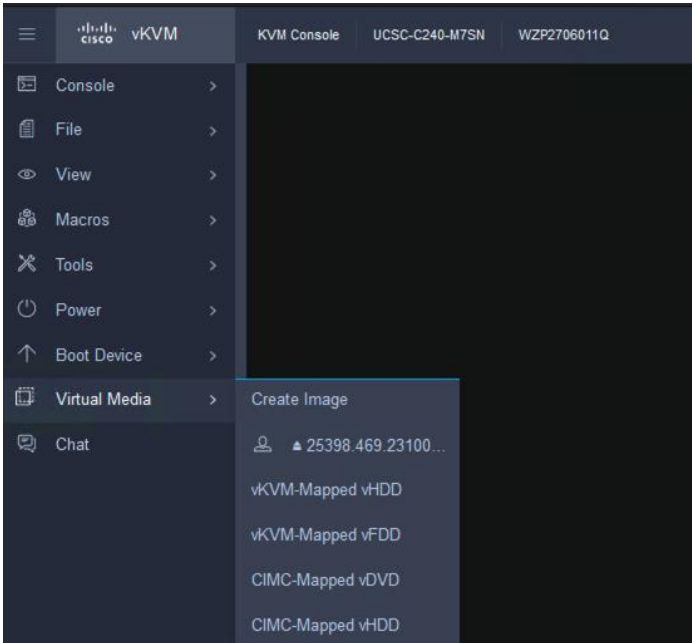 cisco vKVM KVM Console UCSC-C240-M7SN WZP2706011Q
Console
File
View
Macros
Tools
Power
Boot Device
Virtual Media
Create Image
Chat
25398.469.23100...
vKVM-Mapped vHDD
vKVM-Mapped vFDD
CIMC-Mapped vDVD
CIMC-Mapped vHDD